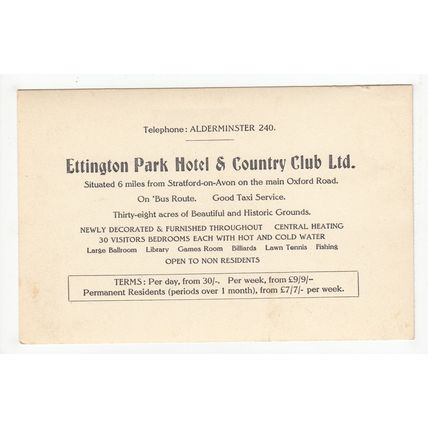 Telephone: ALDERMINSTER 240.
Ettington Park Hotel & Country Club Ltd.
Situated 6 miles from Stratford-on-Avon on the main Oxford Road.
On 'Bus Route. Good Taxi Service.
Thirty-eight acres of Beautiful and Historic Grounds.
NEWLY DECORATED & FURNISHED THROUGHOUT CENTRAL HEATING
30 VISITORS BEDROOMS EACH WITH HOT AND COLD WATER
Large Ballroom Library Games Room Billiards Lawn Tennis Fishing
OPEN TO NON RESIDENTS
TERMS: Per day, from 30/-. Per week, from £9/9/-
Permanent Residents (periods over 1 month), from £7/7/- per week.